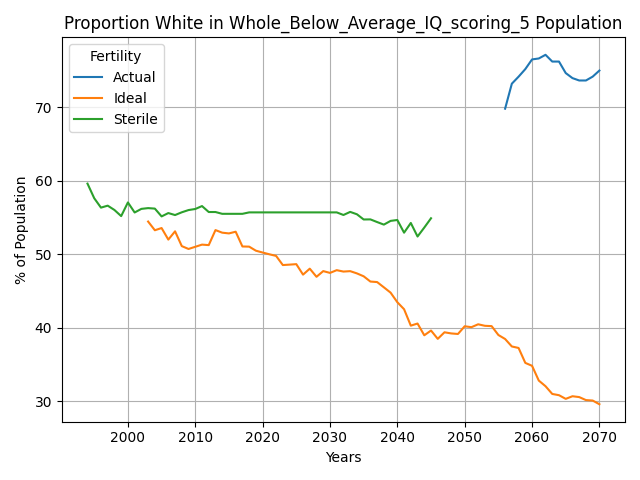 Proportion White in Whole_Below_Average_IQ_scoring_5 Population
Fertility
Actual
Ideal
Sterile
% of Population
70
60
50
40
30
2000 2010 2020 2030 2040 2050 2060 2070
Years